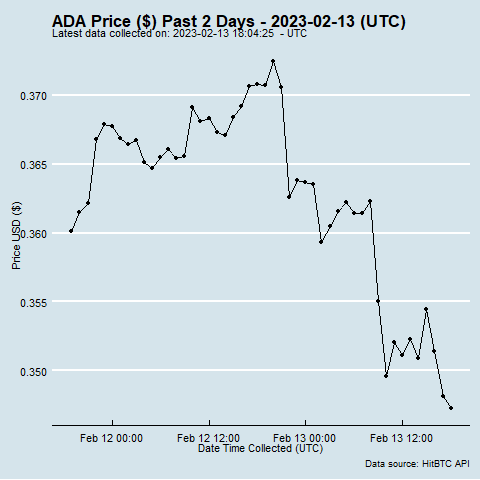 ADA Price ($) Past 2 Days - 2023-02-13 (UTC)
Latest data collected on: 2023-02-13 18:04:25 - UTC
0.370
0.365
0.360
0.355
0.350
Price USD ($)
Feb 12 00:00 Feb 12 12:00 Feb 13 00:00 Feb 13 12:00
Date Time Collected (UTC)
Data source: HitBTC API